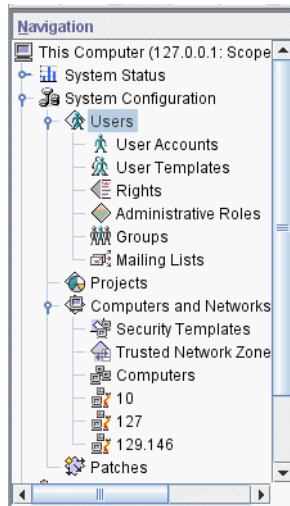 Navigation
This Computer (127.0.0.1: Scope
System Status
System Configuration
Users
User Accounts
User Templates
Rights
Administrative Roles
Groups
Mailing Lists
Projects
Computers and Networks
Security Templates
Trusted Network Zone
Computers
10
127
129.146
Patches